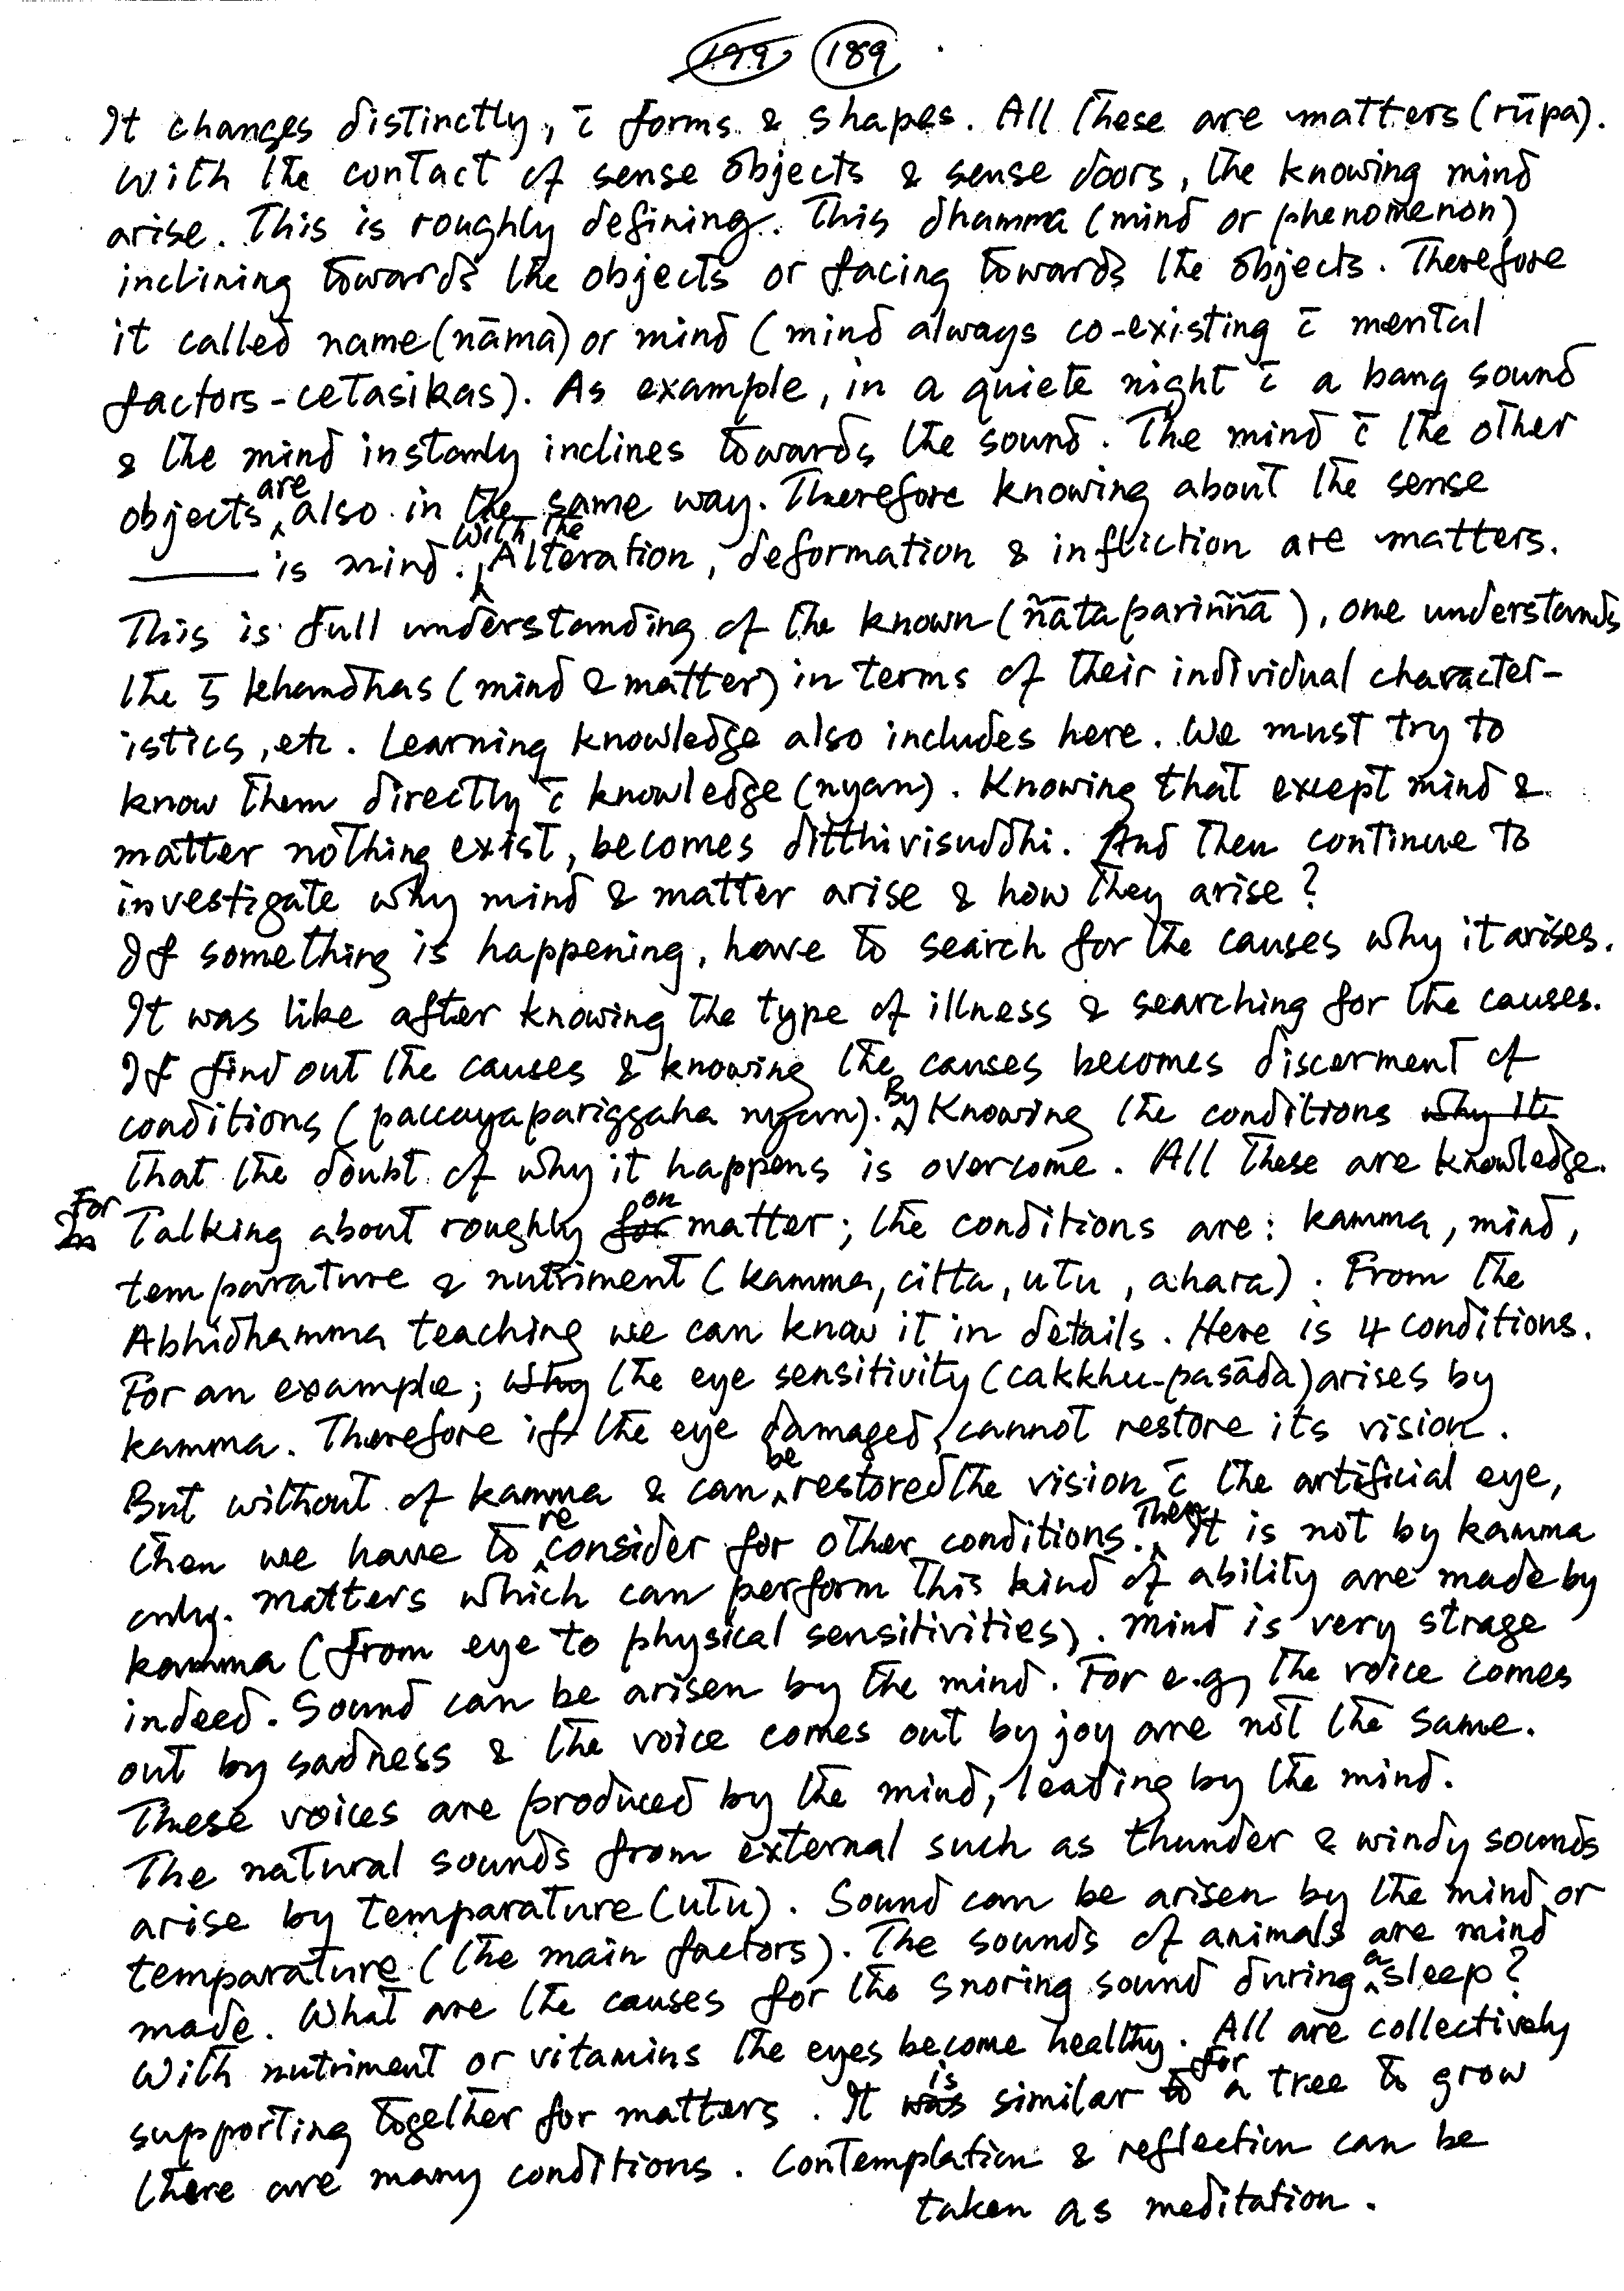 199 189
It changes distinctly, c̄ forms & shapes. All these are matters (rūpa).
With the contact of sense objects & sense doors, the knowing mind
arise. This is roughly defining. This dhamma (mind or phenomenon)
inclining towards the objects or facing towards the objects. Therefore
it called name (nāma) or mind (mind always co-existing c̄ mental
factors - cetasikas). As example, in a quiete night c̄ a bang sound
& the mind instanly inclines towards the sound. The mind c̄ the other
objects are also in the same way. Therefore knowing about the sense
——— is mind. With the Alteration, deformation & infliction are matters.
This is full understanding of the known (ñāta pariññā), one understands
the 5 khandhas (mind & matter) in terms of their individual character-
istics, etc. Learning knowledge also includes here. We must try to
know them directly c̄ knowledge (nyan). Knowing that except mind &
matter nothing exist, becomes ditthivisuddhi. And then continue to
investigate why mind & matter arise & how they arise?
If something is happening, have to search for the causes why it arises.
It was like after knowing the type of illness & searching for the causes.
If find out the causes & knowing the causes becomes discernment of
conditions (paccayapariggaha nyan). By Knowing the conditions why it
that the doubt of why it happens is overcome. All these are knowledge.
In For Talking about roughly for on matter; the conditions are: kamma, mind,
temparature & nutriment (kamma, citta, utu, ahara). From the
Abhidhamma teaching we can know it in details. Here is 4 conditions.
For an example; why the eye sensitivity (cakkhu-pasāda) arises by
kamma. Therefore if the eye damaged, cannot restore its vision.
But without of kamma & can be restored the vision c̄ the artificial eye,
then we have to reconsider for other conditions. Then It is not by kamma
only. Matters which can perform this kind of ability are made by
kamma (from eye to physical sensitivities). Mind is very strage
indeed. Sound can be arisen by the mind. For e.g, the voice comes
out by sadness & the voice comes out by joy are not the same.
These voices are produced by the mind, leading by the mind.
The natural sounds from external such as thunder & windy sounds
arise by temparature (utu). Sound can be arisen by the mind or
temparature (the main factors). The sounds of animals are mind
made. What are the causes for the snoring sound during a sleep?
With nutriment or vitamins the eyes become healthy. All are collectively
supporting together for matters. It was is similar to for a tree to grow
there are many conditions. Contemplation & reflection can be
taken as meditation.